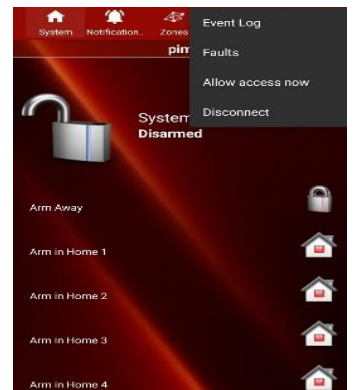 System
Notification..
Zones
pim
Event Log
Faults
Allow access now
Disconnect
System
Disarmed
Arm Away
Arm in Home 1
Arm in Home 2
Arm in Home 3
Arm in Home 4